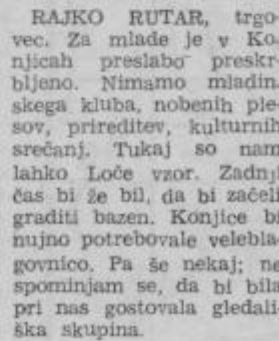 RAJKO RUTAR, trgo-
vec. Za mlade je v Ko-
njicah preslabo preskr-
bljeno. Nimamo mladin-
skega kluba, nobenih ple-
sov, prireditev, kulturnih
srečanj. Tukaj so nam
lahko Loče vzor. Zadnji
čas bi že bil, da bi začeli
graditi bazen. Konjice bi
nujno potrebovale velebla-
govnico. Pa še nekaj; ne
spominjam se, da bi bila
pri nas gostovala gledali-
ška skupina.